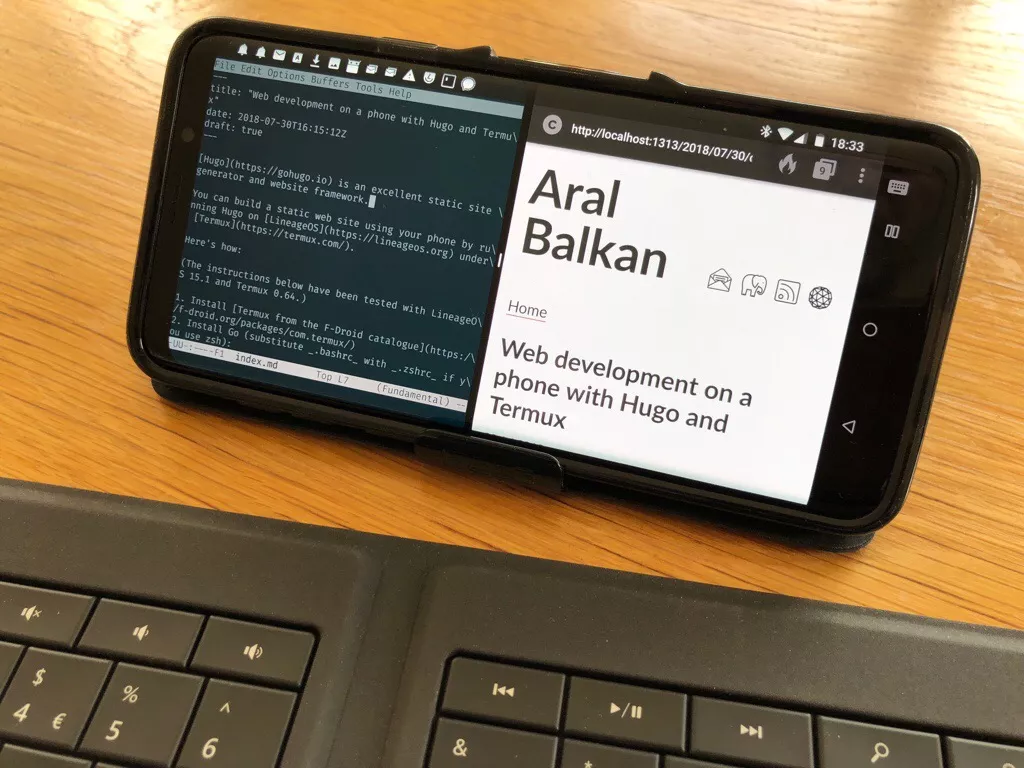 File Edit Options Buffers Tools Help
---
title: "Web development on a phone with Hugo and Termu\
x"
date: 2018-07-30T16:15:12Z
draft: true
---
[Hugo](https://gohugo.io) is an excellent static site \
generator and website framework.
You can build a static web site using your phone by ru\
nning Hugo on [LineageOS](https://lineageos.org) under\
[Termux](https://termux.com/).
Here's how:
(The instructions below have been tested with LineageO\
S 15.1 and Termux 0.64.)
1. Install [Termux from the F-Droid catalogue](https:/\
/f-droid.org/packages/com.termux/)
2. Install Go (substitute _.bashrc_ with _.zshrc_ if y\
ou use zsh):
-UU-:----F1 index.md Top L7 (Fundamental) --
18:33
C http://localhost:1313/2018/07/30/
9
Aral
Balkan
Home
Web development on a
phone with Hugo and
Termux
$ % ^
4 € 5 6
&
*